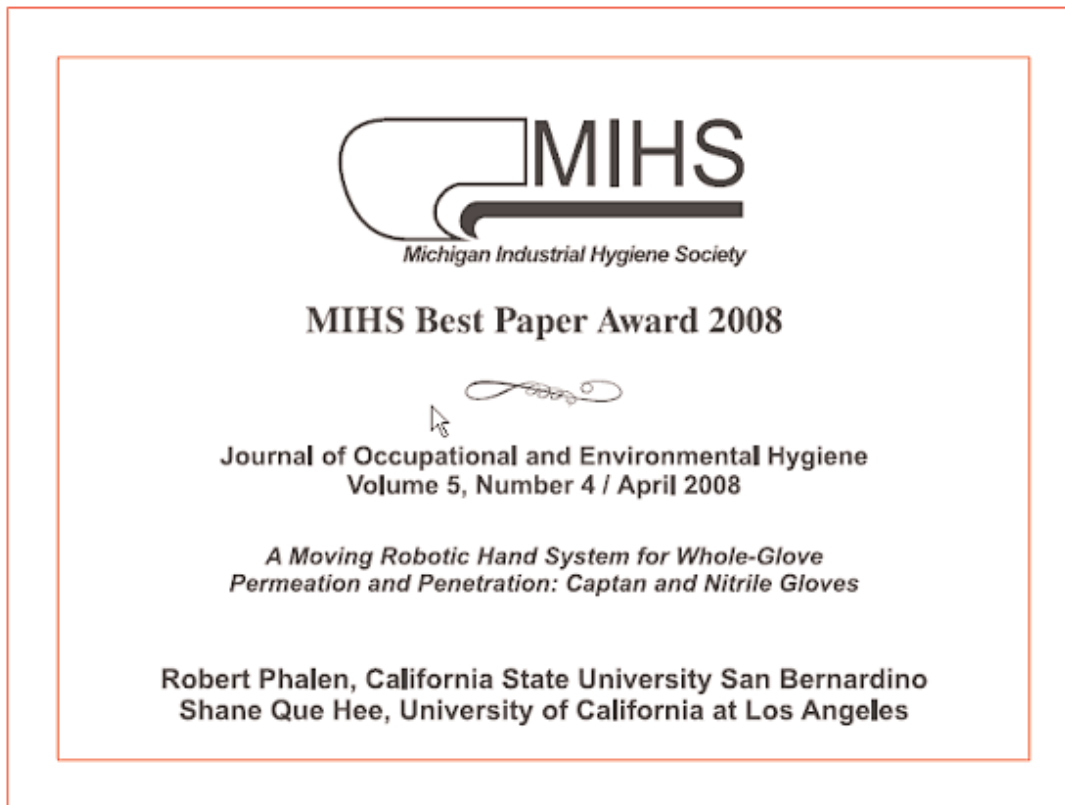 MIHS
Michigan Industrial Hygiene Society
MIHS Best Paper Award 2008
Journal of Occupational and Environmental Hygiene
Volume 5, Number 4 / April 2008
A Moving Robotic Hand System for Whole-Glove
Permeation and Penetration: Captan and Nitrile Gloves
Robert Phalen, California State University San Bernardino
Shane Que Hee, University of California at Los Angeles